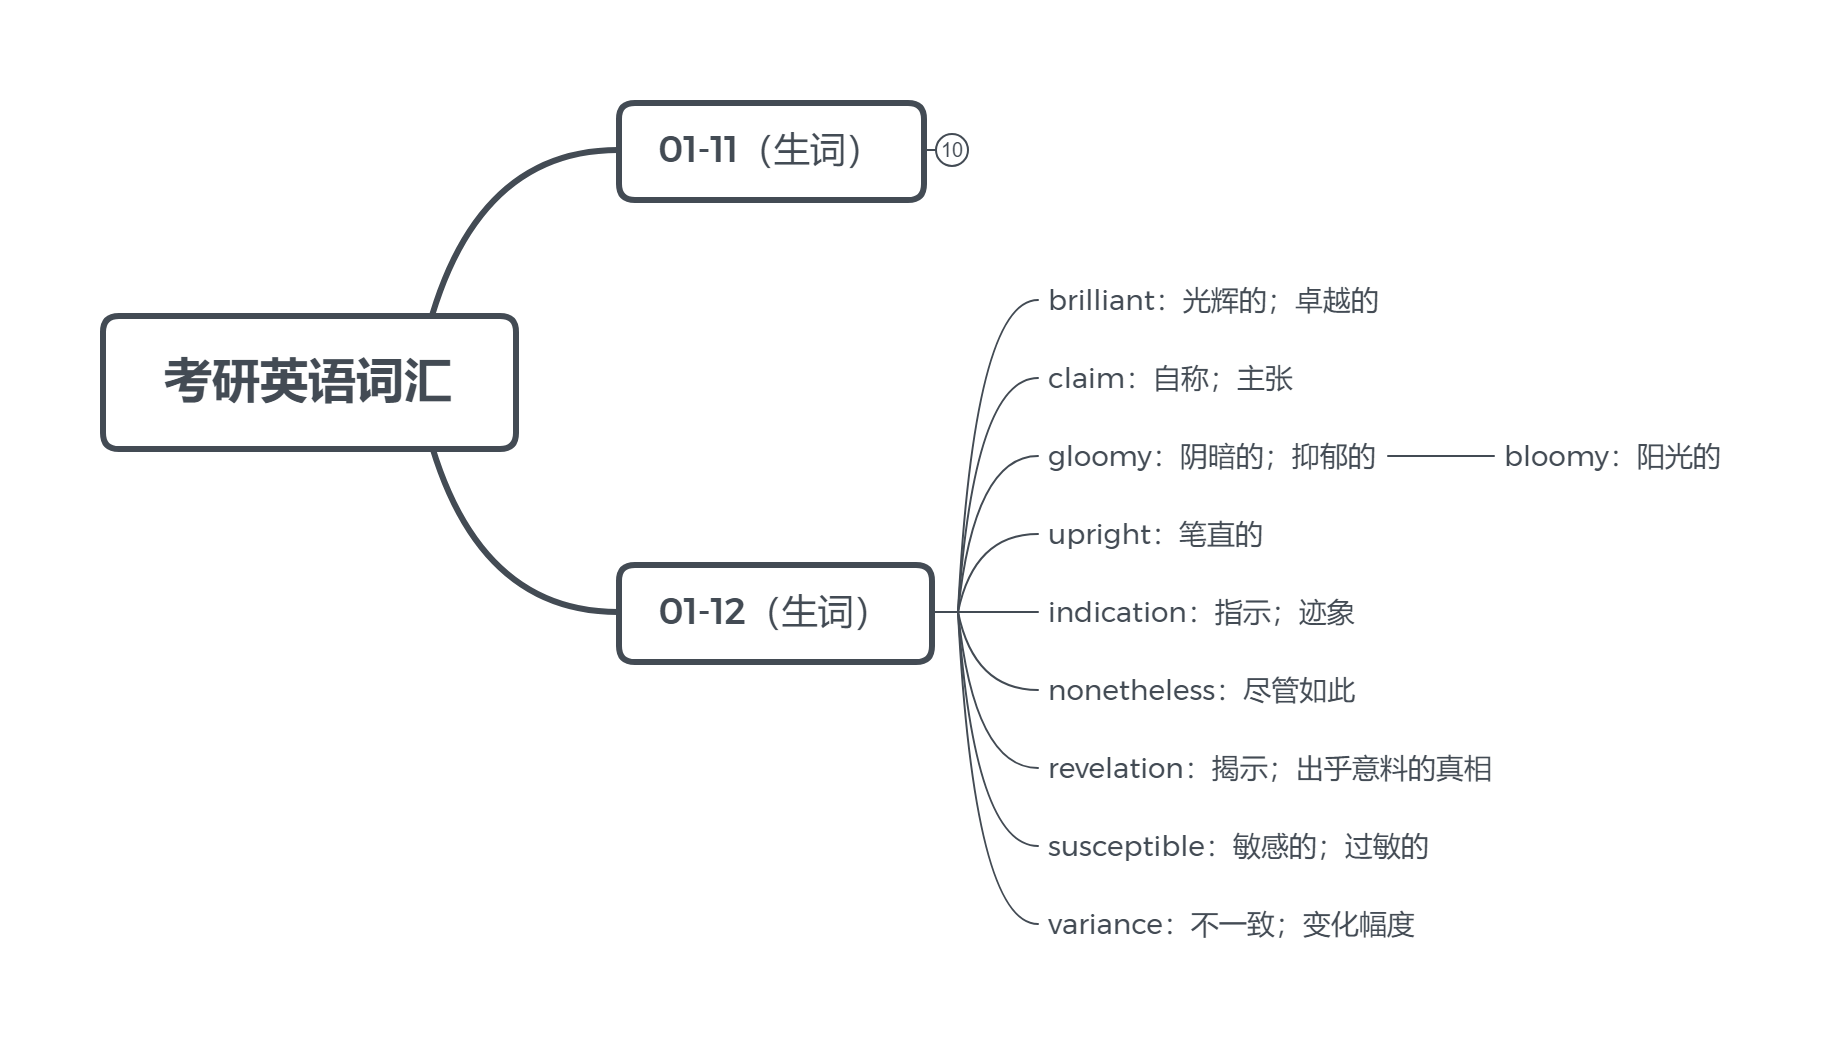 考研英语词汇
01-11（生词）
10
01-12（生词）
brilliant：光辉的；卓越的
claim：自称；主张
gloomy：阴暗的；抑郁的
bloomy：阳光的
upright：笔直的
indication：指示；迹象
nonetheless：尽管如此
revelation：揭示；出乎意料的真相
susceptible：敏感的；过敏的
variance：不一致；变化幅度